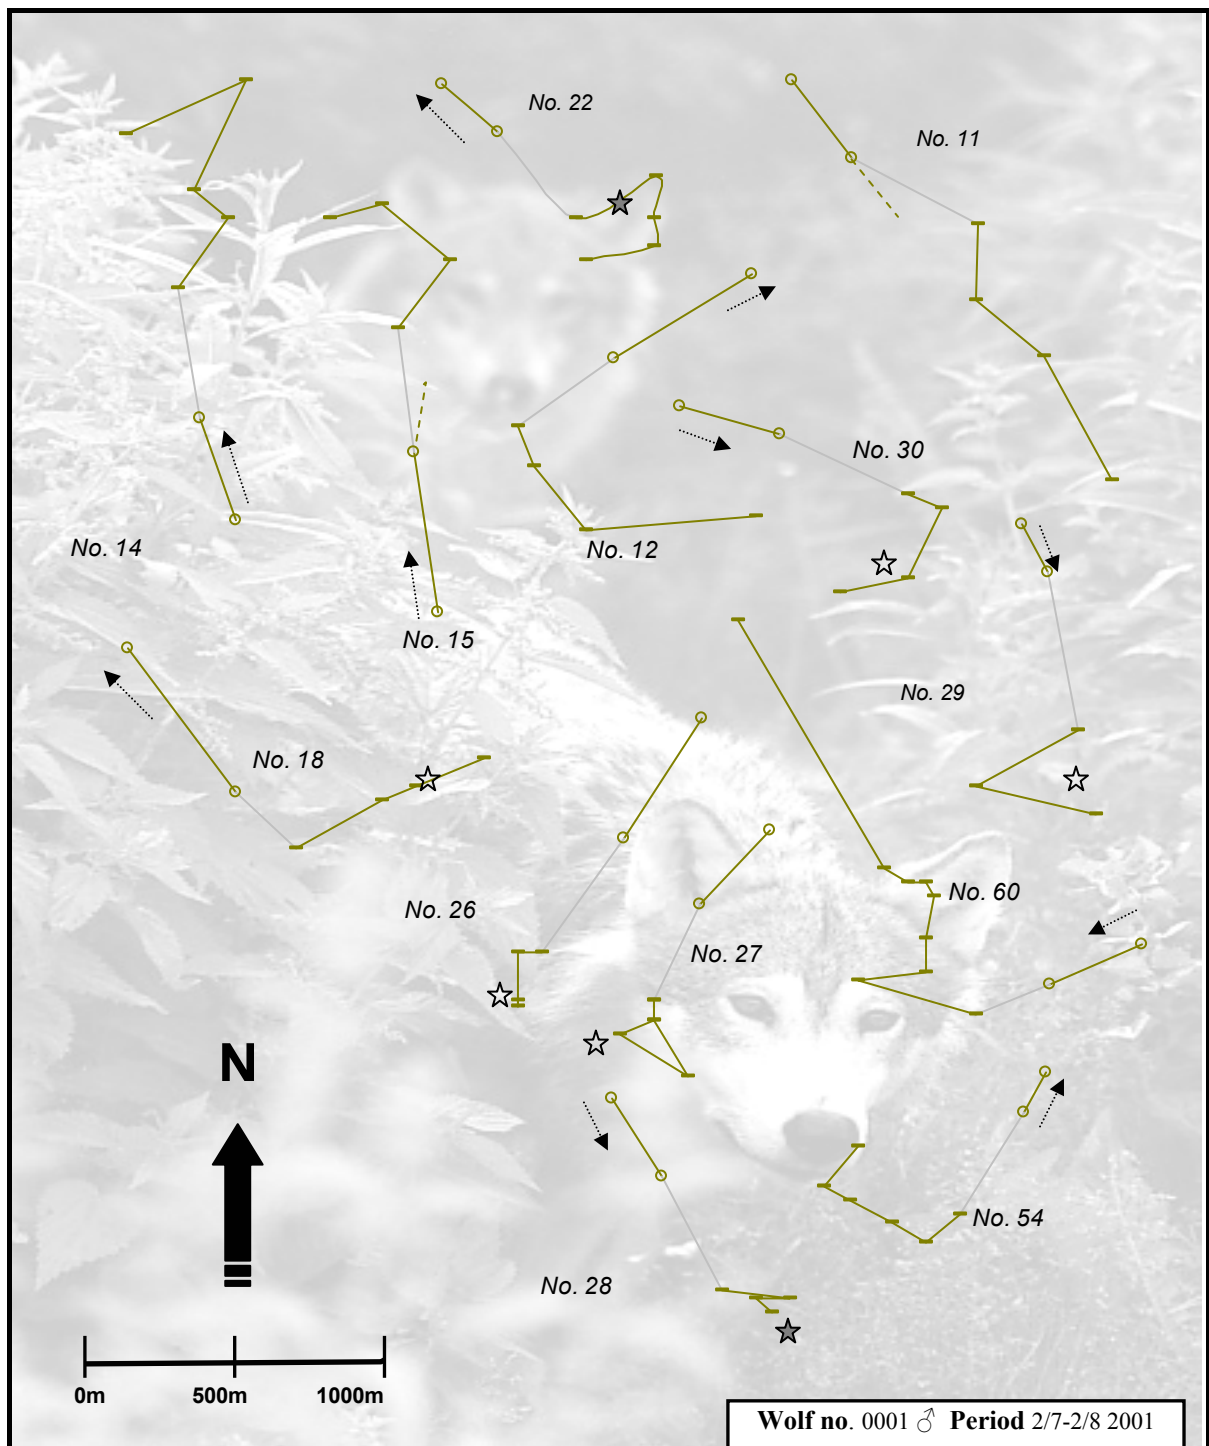 No. 22
No. 11
No. 30
No. 14
No. 12
No. 15
No. 29
No. 18
No. 60
No. 26
No. 27
N
No. 54
No. 28
0m 500m 1000m
Wolf no. 0001 ♂ Period 2/7-2/8 2001